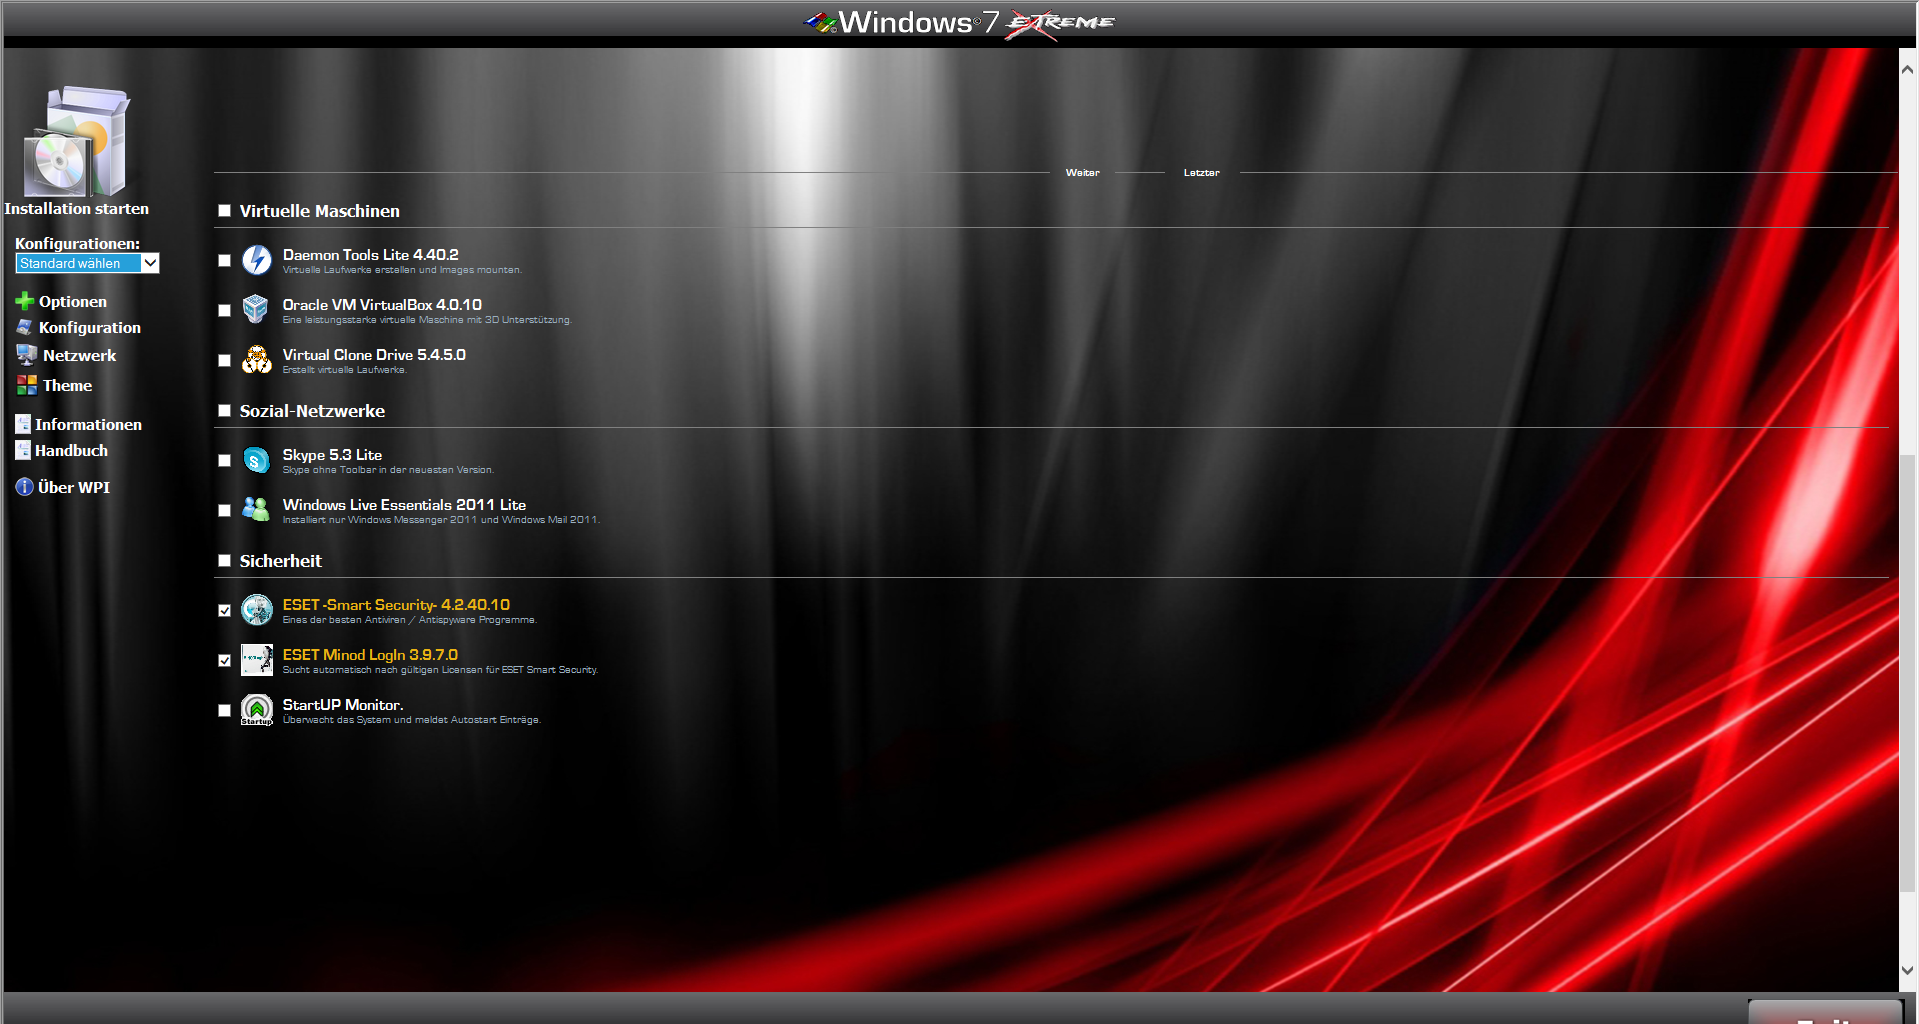 Windows©7 eXTREME
Weiter Letzter
Installation starten
Konfigurationen:
Standard wählen
Optionen
Konfiguration
Netzwerk
Theme
Informationen
Handbuch
Über WPI
Virtuelle Maschinen
Daemon Tools Lite 4.40.2
Virtuelle Laufwerke erstellen und Images mounten.
Oracle VM VirtualBox 4.0.10
Eine leistungsstarke virtuelle Maschine mit 3D Unterstützung.
Virtual Clone Drive 5.4.5.0
Erstellt virtuelle Laufwerke.
Sozial-Netzwerke
Skype 5.3 Lite
Skype ohne Toolbar in der neuesten Version.
Windows Live Essentials 2011 Lite
Installiert nur Windows Messenger 2011 und Windows Mail 2011.
Sicherheit
ESET -Smart Security- 4.2.40.10
Eines der besten Antiviren / Antispyware Programme.
ESET Minod LogIn 3.9.7.0
Sucht automatisch nach gültigen Licensen für ESET Smart Security.
Startup
StartUP Monitor.
Überwacht das System und meldet Autostart Einträge.